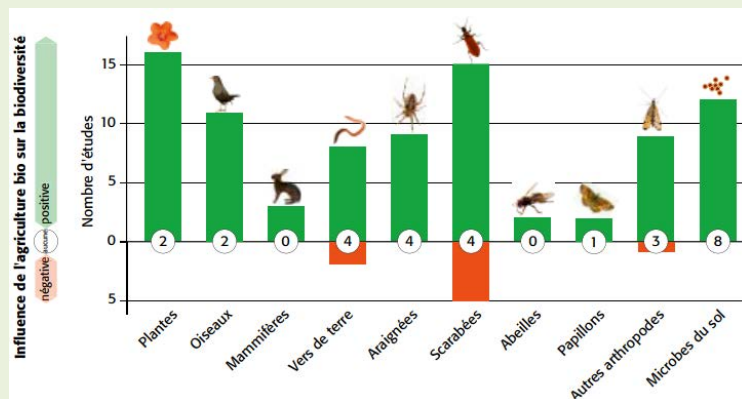 Influence de l'agriculture bio sur la biodiversité
négative
aucune
positive
Nombre d'études
15
10
5
0
5
2
2
0
4
4
4
0
1
3
8
Plantes
Oiseaux
Mammifères
Vers de terre
Araignées
Scarabées
Abeilles
Papillons
Autres arthropodes
Microbes du sol